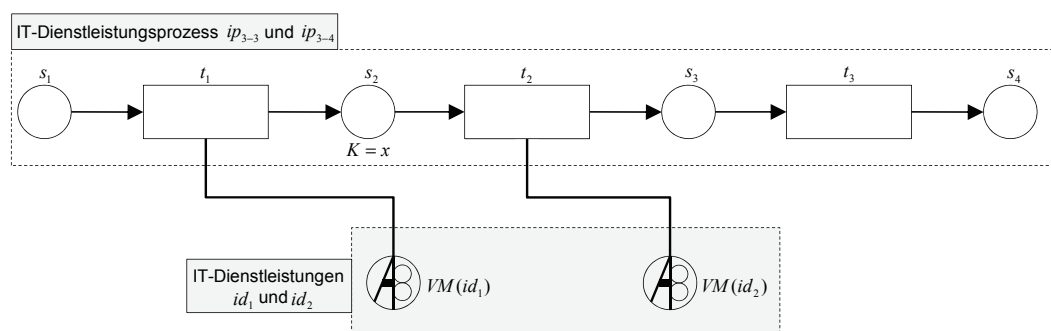 IT-Dienstleistungsprozess ip₃₋₃ und ip₃₋₄
s₁ t₁ s₂ t₂ s₃ t₃ s₄
K = x
IT-Dienstleistungen
id₁ und id₂
VM(id₁) VM(id₂)